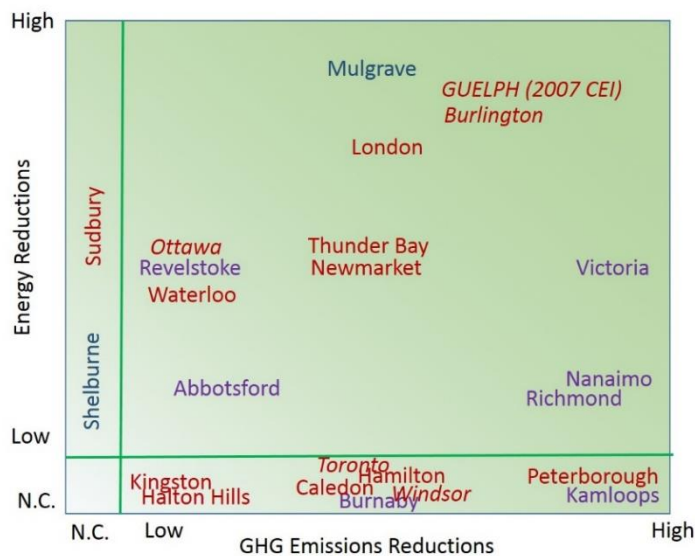 High
Mulgrave
GUELPH (2007 CEI)
Burlington
London
Energy Reductions
Sudbury
Ottawa
Revelstoke
Waterloo
Thunder Bay
Newmarket
Victoria
Shelburne
Abbotsford
Nanaimo
Richmond
Low
Toronto
Kingston
Hamilton
Peterborough
Halton Hills
Caledon
Burnaby
Windsor
Kamloops
N.C.
N.C.
Low
High
GHG Emissions Reductions